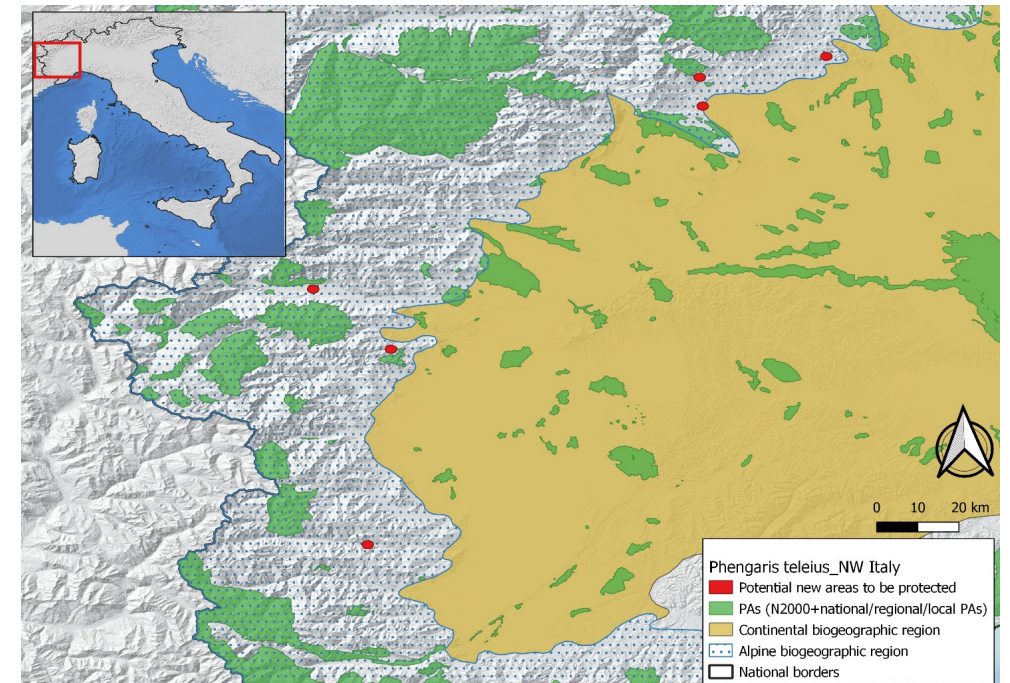 0 10 20 km
Phengaris teleius_NW Italy
Potential new areas to be protected
PAs (N2000+national/regional/local PAs)
Continental biogeographic region
Alpine biogeographic region
National borders